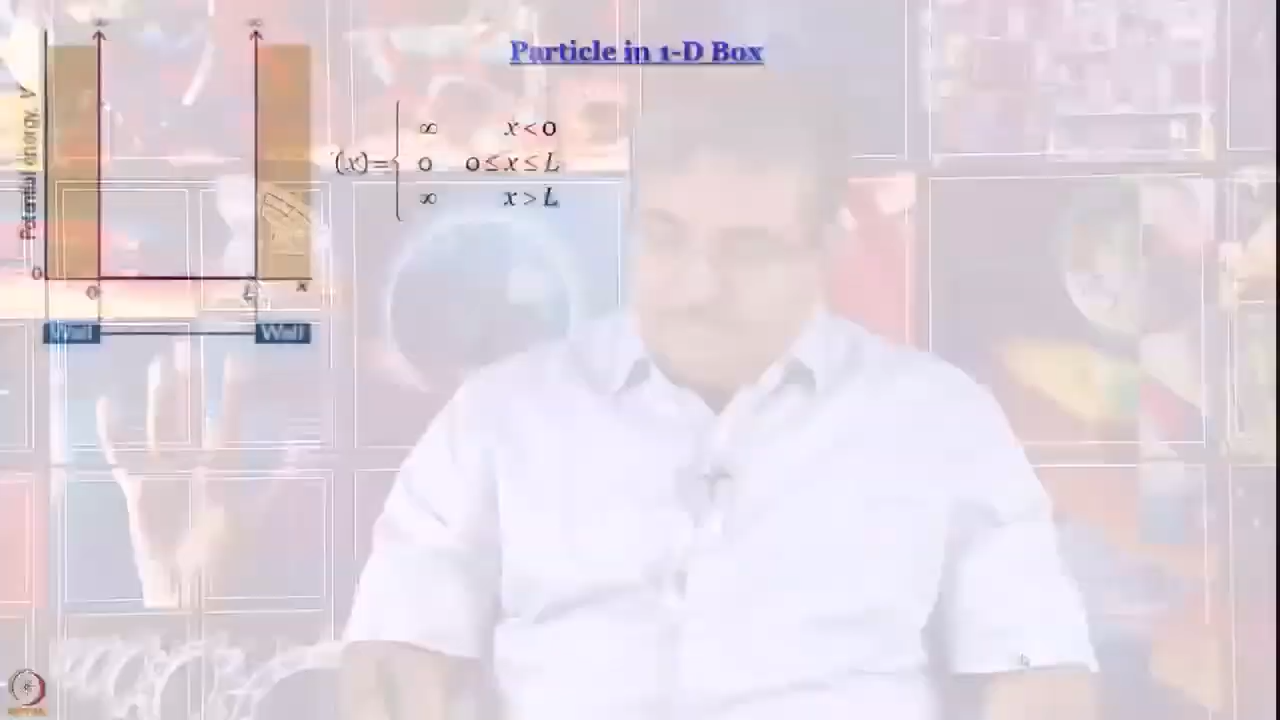 Particle in 1-D Box
Potential energy, V
∞ x < 0
(x) = { 0 0 ≤ x ≤ L
∞ x > L
∞ ∞
0
0 L x
Wall Wall